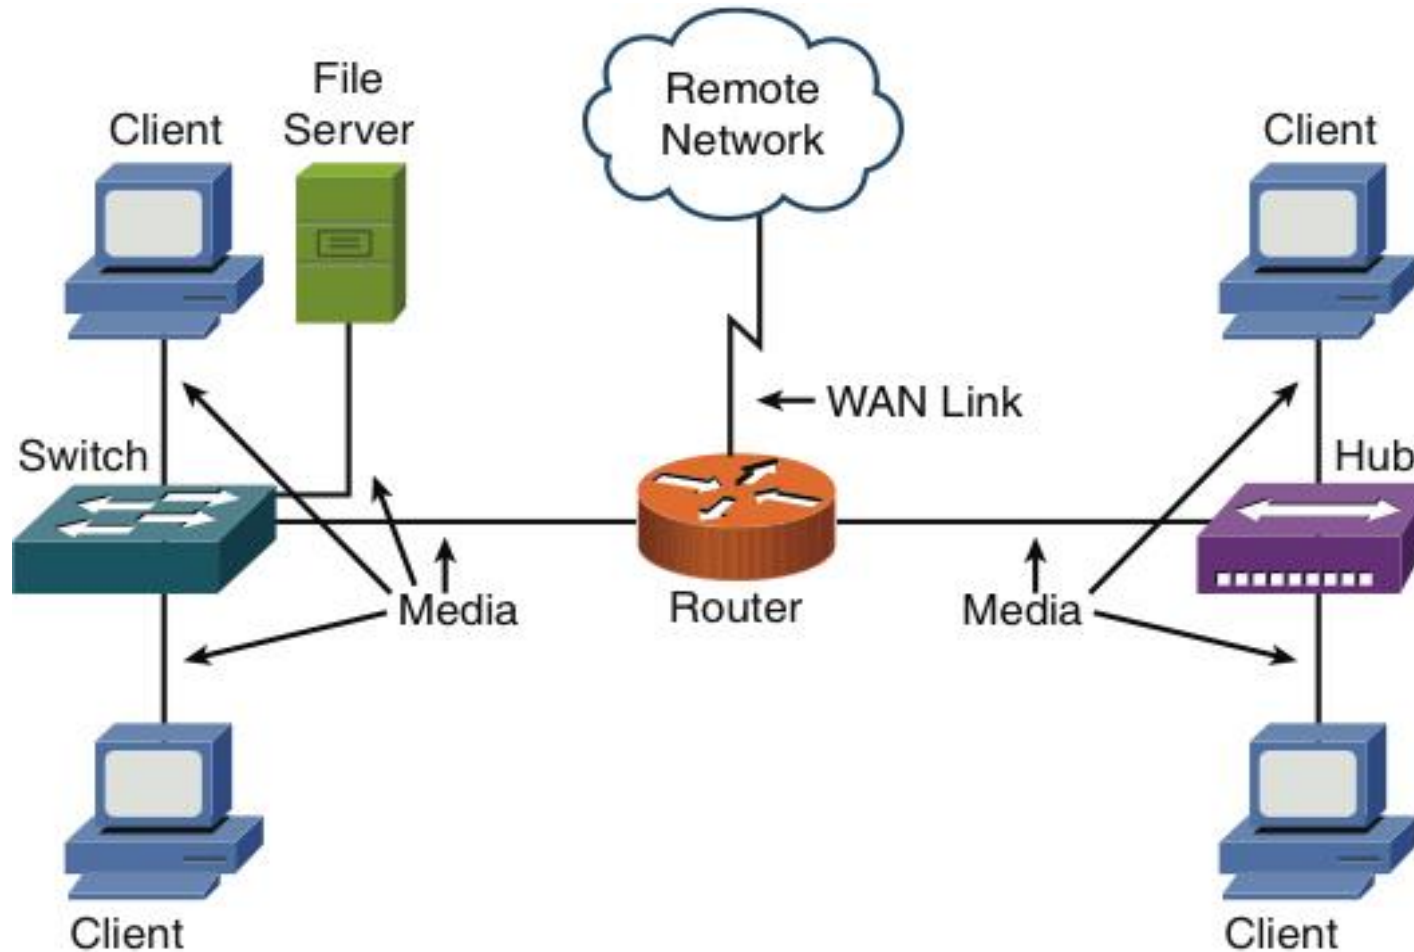 File
Server
Client
Remote
Network
Client
WAN Link
Switch
Hub
Media
Router
Media
Client
Client